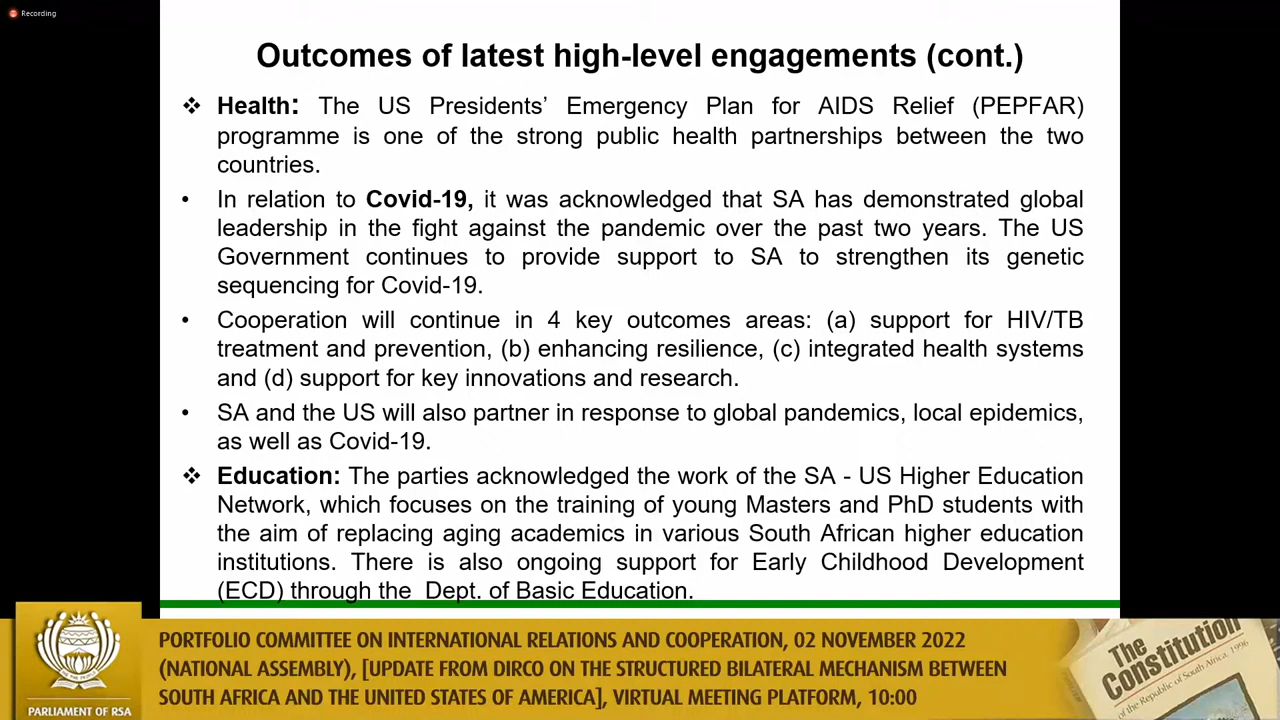 Recording
Outcomes of latest high-level engagements (cont.)
❖ Health: The US Presidents’ Emergency Plan for AIDS Relief (PEPFAR)
programme is one of the strong public health partnerships between the two
countries.
• In relation to Covid-19, it was acknowledged that SA has demonstrated global
leadership in the fight against the pandemic over the past two years. The US
Government continues to provide support to SA to strengthen its genetic
sequencing for Covid-19.
• Cooperation will continue in 4 key outcomes areas: (a) support for HIV/TB
treatment and prevention, (b) enhancing resilience, (c) integrated health systems
and (d) support for key innovations and research.
• SA and the US will also partner in response to global pandemics, local epidemics,
as well as Covid-19.
❖ Education: The parties acknowledged the work of the SA - US Higher Education
Network, which focuses on the training of young Masters and PhD students with
the aim of replacing aging academics in various South African higher education
institutions. There is also ongoing support for Early Childhood Development
(ECD) through the Dept. of Basic Education.
PORTFOLIO COMMITTEE ON INTERNATIONAL RELATIONS AND COOPERATION, 02 NOVEMBER 2022
(NATIONAL ASSEMBLY), [UPDATE FROM DIRCO ON THE STRUCTURED BILATERAL MECHANISM BETWEEN
SOUTH AFRICA AND THE UNITED STATES OF AMERICA], VIRTUAL MEETING PLATFORM, 10:00
PARLIAMENT OF RSA
The
Constitution
of the Republic of South Africa, 1996